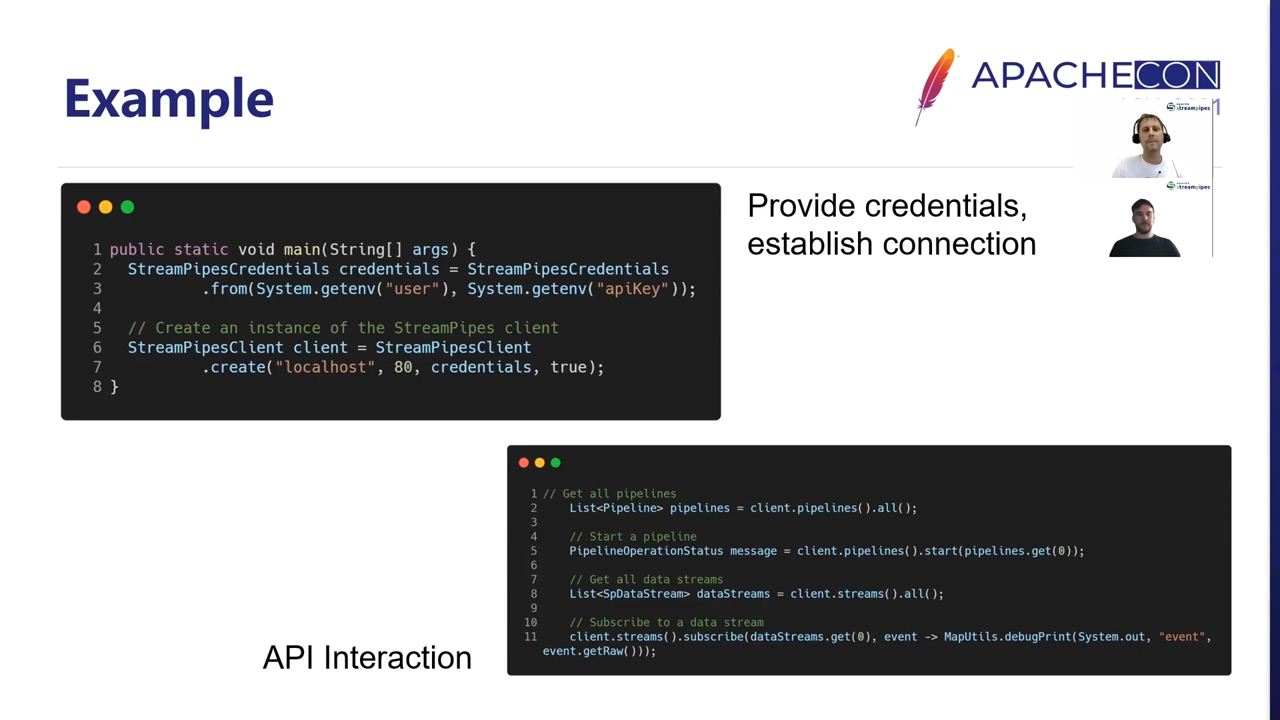 Example
APACHECON
apache
streampipes
apache
streampipes
1 public static void main(String[] args) {
2 StreamPipesCredentials credentials = StreamPipesCredentials
3 .from(System.getenv("user"), System.getenv("apiKey"));
4
5 // Create an instance of the StreamPipes client
6 StreamPipesClient client = StreamPipesClient
7 .create("localhost", 80, credentials, true);
8 }
Provide credentials,
establish connection
1 // Get all pipelines
2 List<Pipeline> pipelines = client.pipelines().all();
3
4 // Start a pipeline
5 PipelineOperationStatus message = client.pipelines().start(pipelines.get(0));
6
7 // Get all data streams
8 List<SpDataStream> dataStreams = client.streams().all();
9
10 // Subscribe to a data stream
11 client.streams().subscribe(dataStreams.get(0), event -> MapUtils.debugPrint(System.out, "event",
event.getRaw()));
API Interaction